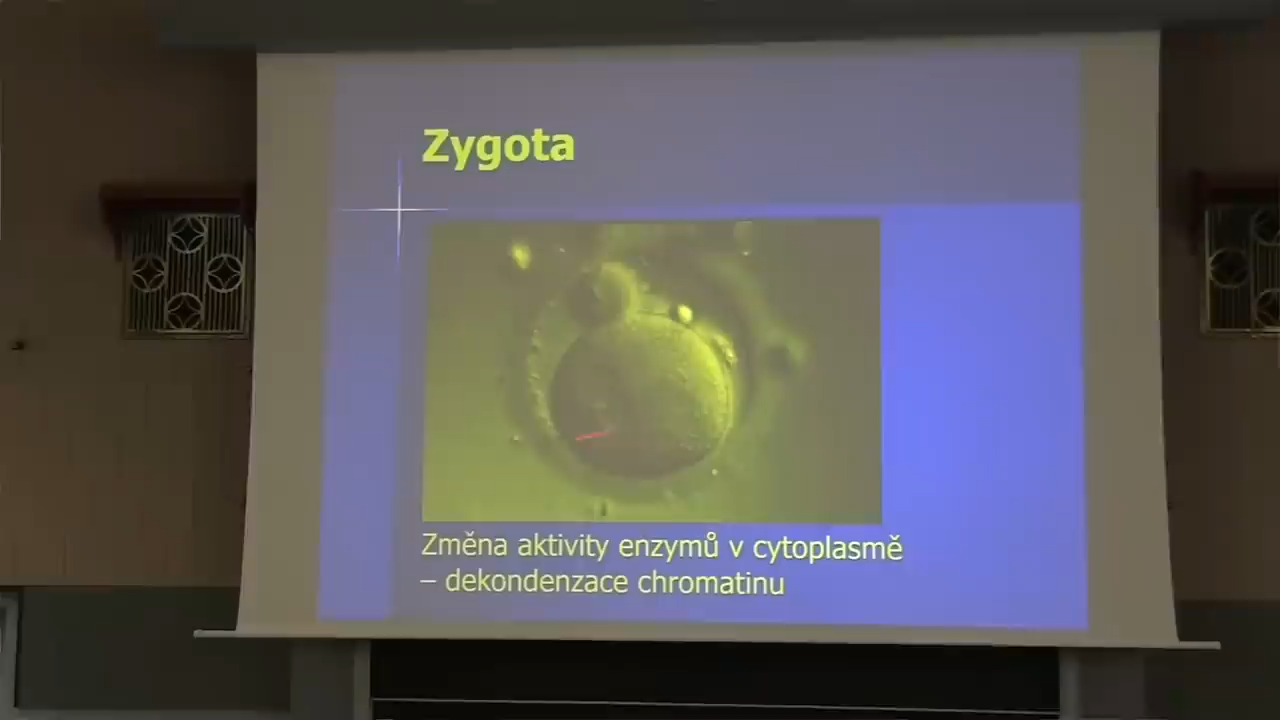 Zygota
Změna aktivity enzymů v cytoplasmě
– dekondenzace chromatinu